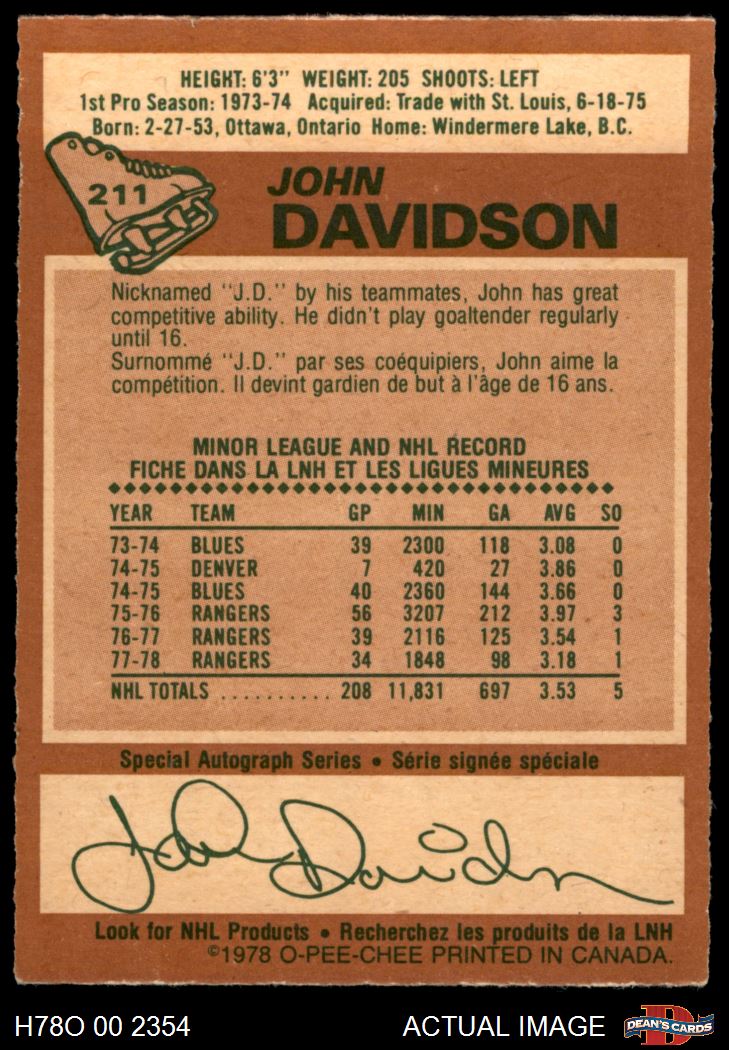 HEIGHT: 6'3" WEIGHT: 205 SHOOTS: LEFT
1st Pro Season: 1973-74 Acquired: Trade with St. Louis, 6-18-75
Born: 2-27-53, Ottawa, Ontario Home: Windermere Lake, B.C.
211
JOHN
DAVIDSON
Nicknamed "J.D." by his teammates, John has great
competitive ability. He didn't play goaltender regularly
until 16.
Surnommé "J.D." par ses coéquipiers, John aime la
compétition. Il devint gardien de but à l'âge de 16 ans.
MINOR LEAGUE AND NHL RECORD
FICHE DANS LA LNH ET LES LIGUES MINEURES
YEAR TEAM GP MIN GA AVG SO
73-74 BLUES 39 2300 118 3.08 0
74-75 DENVER 7 420 27 3.86 0
74-75 BLUES 40 2360 144 3.66 0
75-76 RANGERS 56 3207 212 3.97 3
76-77 RANGERS 39 2116 125 3.54 1
77-78 RANGERS 34 1848 98 3.18 1
NHL TOTALS .......... 208 11,831 697 3.53 5
Special Autograph Series • Série signée spéciale
John Davidson
Look for NHL Products • Recherchez les produits de la LNH
©1978 O-PEE-CHEE PRINTED IN CANADA.
H78O 00 2354 ACTUAL IMAGE D DEAN'S CARDS